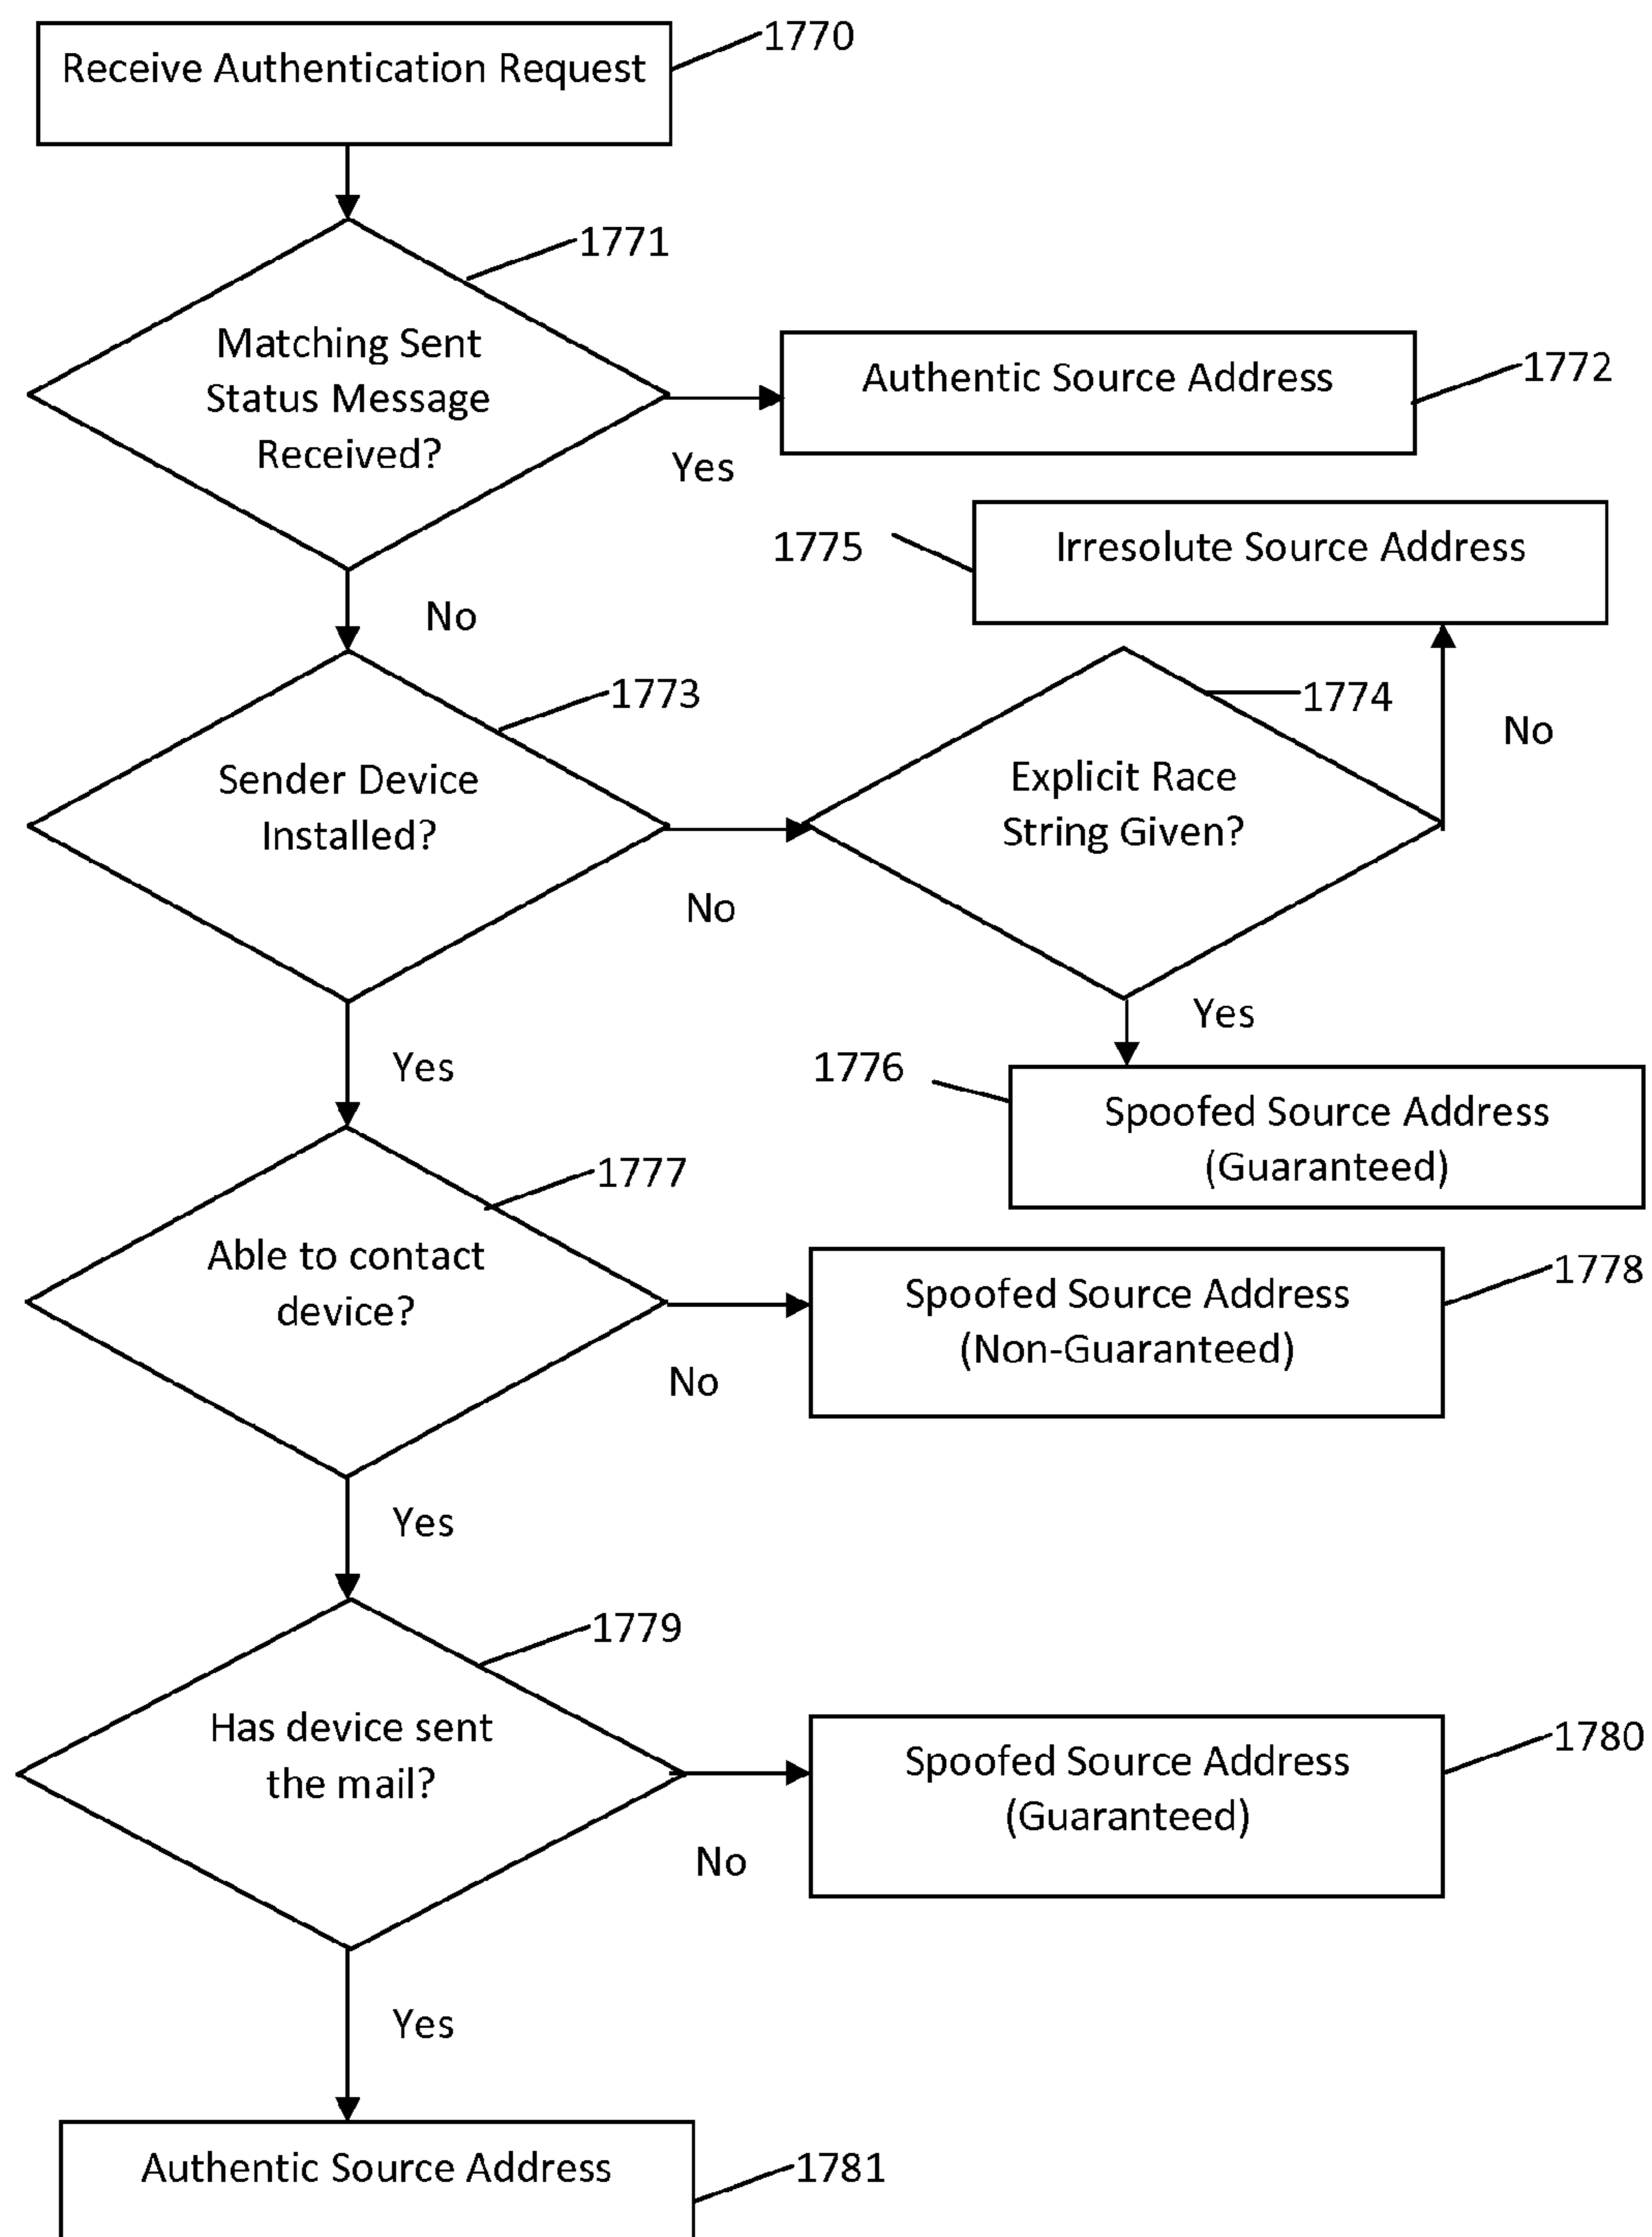 Receive Authentication Request
1770
1771
Matching Sent
Status Message
Received?
Yes
Authentic Source Address
1772
No
1775
Irresolute Source Address
1773
Sender Device
Installed?
No
1774
Explicit Race
String Given?
No
Yes
Yes
1776
Spoofed Source Address
(Guaranteed)
1777
Able to contact
device?
No
Spoofed Source Address
(Non-Guaranteed)
1778
Yes
1779
Has device sent
the mail?
No
Spoofed Source Address
(Guaranteed)
1780
Yes
Authentic Source Address
1781